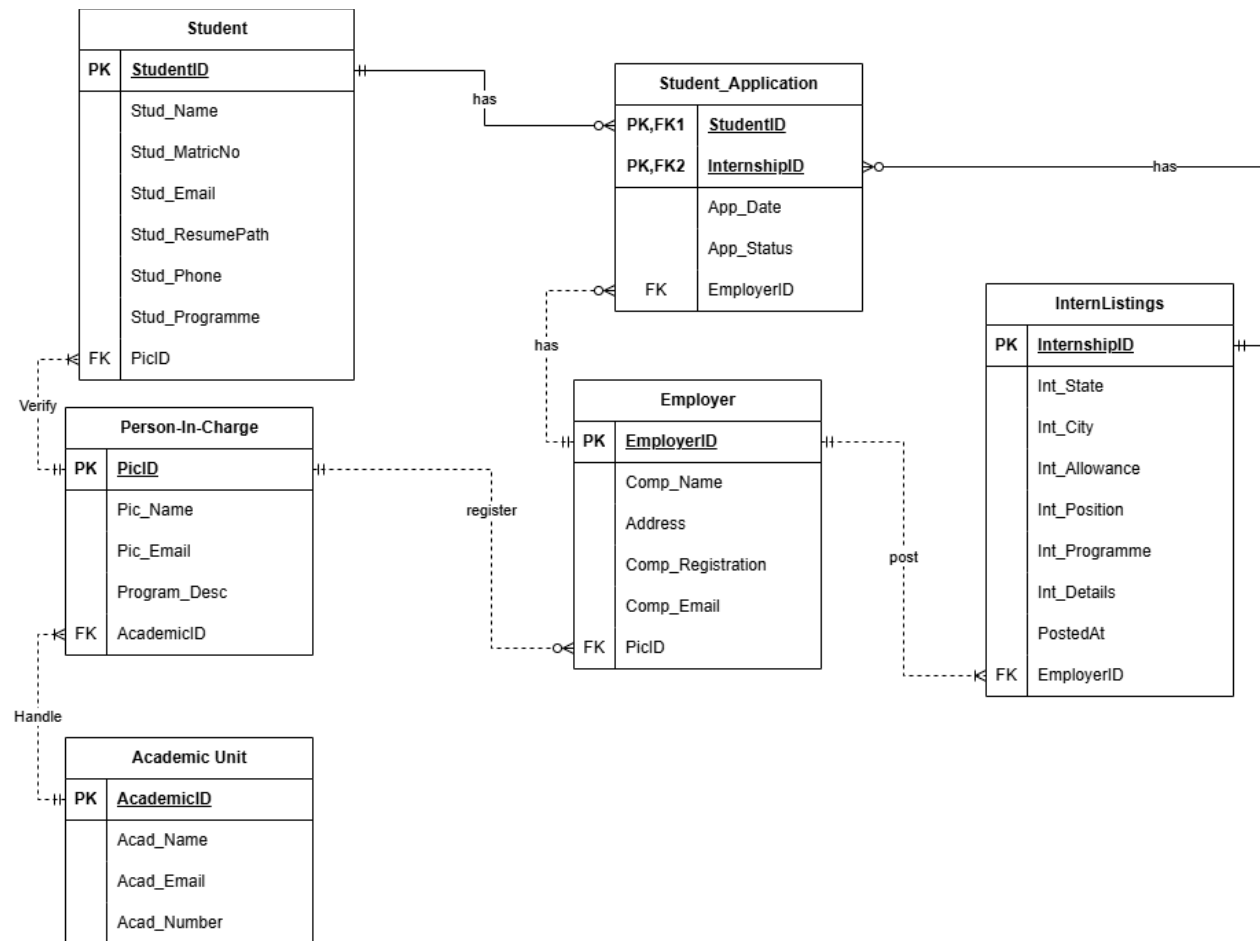 Student
PK StudentID
Stud_Name
Stud_MatricNo
Stud_Email
Stud_ResumePath
Stud_Phone
Stud_Programme
FK PicID
has
Student_Application
PK,FK1 StudentID
PK,FK2 InternshipID
App_Date
App_Status
FK EmployerID
has
has
InternListings
PK InternshipID
Int_State
Int_City
Int_Allowance
Int_Position
Int_Programme
Int_Details
PostedAt
FK EmployerID
Verify
Person-In-Charge
PK PicID
Pic_Name
Pic_Email
Program_Desc
FK AcademicID
register
Employer
PK EmployerID
Comp_Name
Address
Comp_Registration
Comp_Email
FK PicID
post
Handle
Academic Unit
PK AcademicID
Acad_Name
Acad_Email
Acad_Number